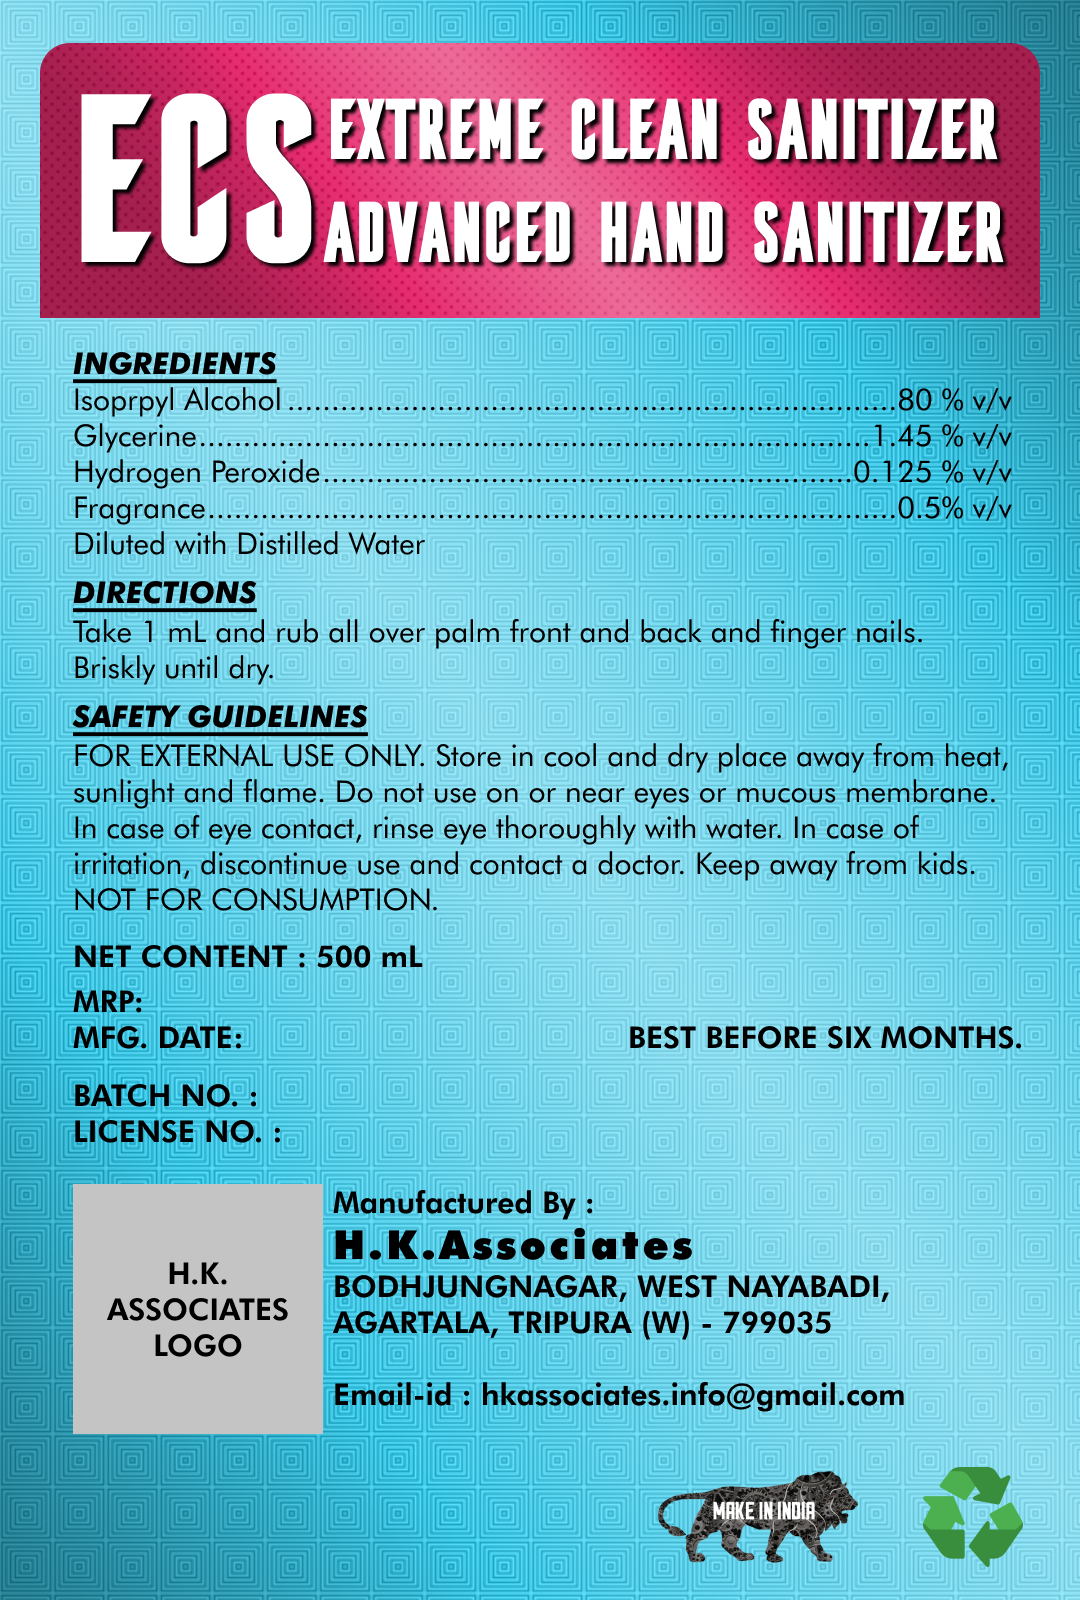 ECS
EXTREME CLEAN SANITIZER
ADVANCED HAND SANITIZER
INGREDIENTS
Isoprpyl Alcohol.....................................................................80 % v/v
Glycerine............................................................................1.45 % v/v
Hydrogen Peroxide............................................................0.125 % v/v
Fragrance..............................................................................0.5% v/v
Diluted with Distilled Water
DIRECTIONS
Take 1 mL and rub all over palm front and back and finger nails.
Briskly until dry.
SAFETY GUIDELINES
FOR EXTERNAL USE ONLY. Store in cool and dry place away from heat,
sunlight and flame. Do not use on or near eyes or mucous membrane.
In case of eye contact, rinse eye thoroughly with water. In case of
irritation, discontinue use and contact a doctor. Keep away from kids.
NOT FOR CONSUMPTION.
NET CONTENT : 500 mL
MRP:
MFG. DATE: BEST BEFORE SIX MONTHS.
BATCH NO. :
LICENSE NO. :
H.K.
ASSOCIATES
LOGO
Manufactured By :
H.K.Associates
BODHJUNGNAGAR, WEST NAYABADI,
AGARTALA, TRIPURA (W) - 799035
Email-id : hkassociates.info@gmail.com
MAKE IN INDIA